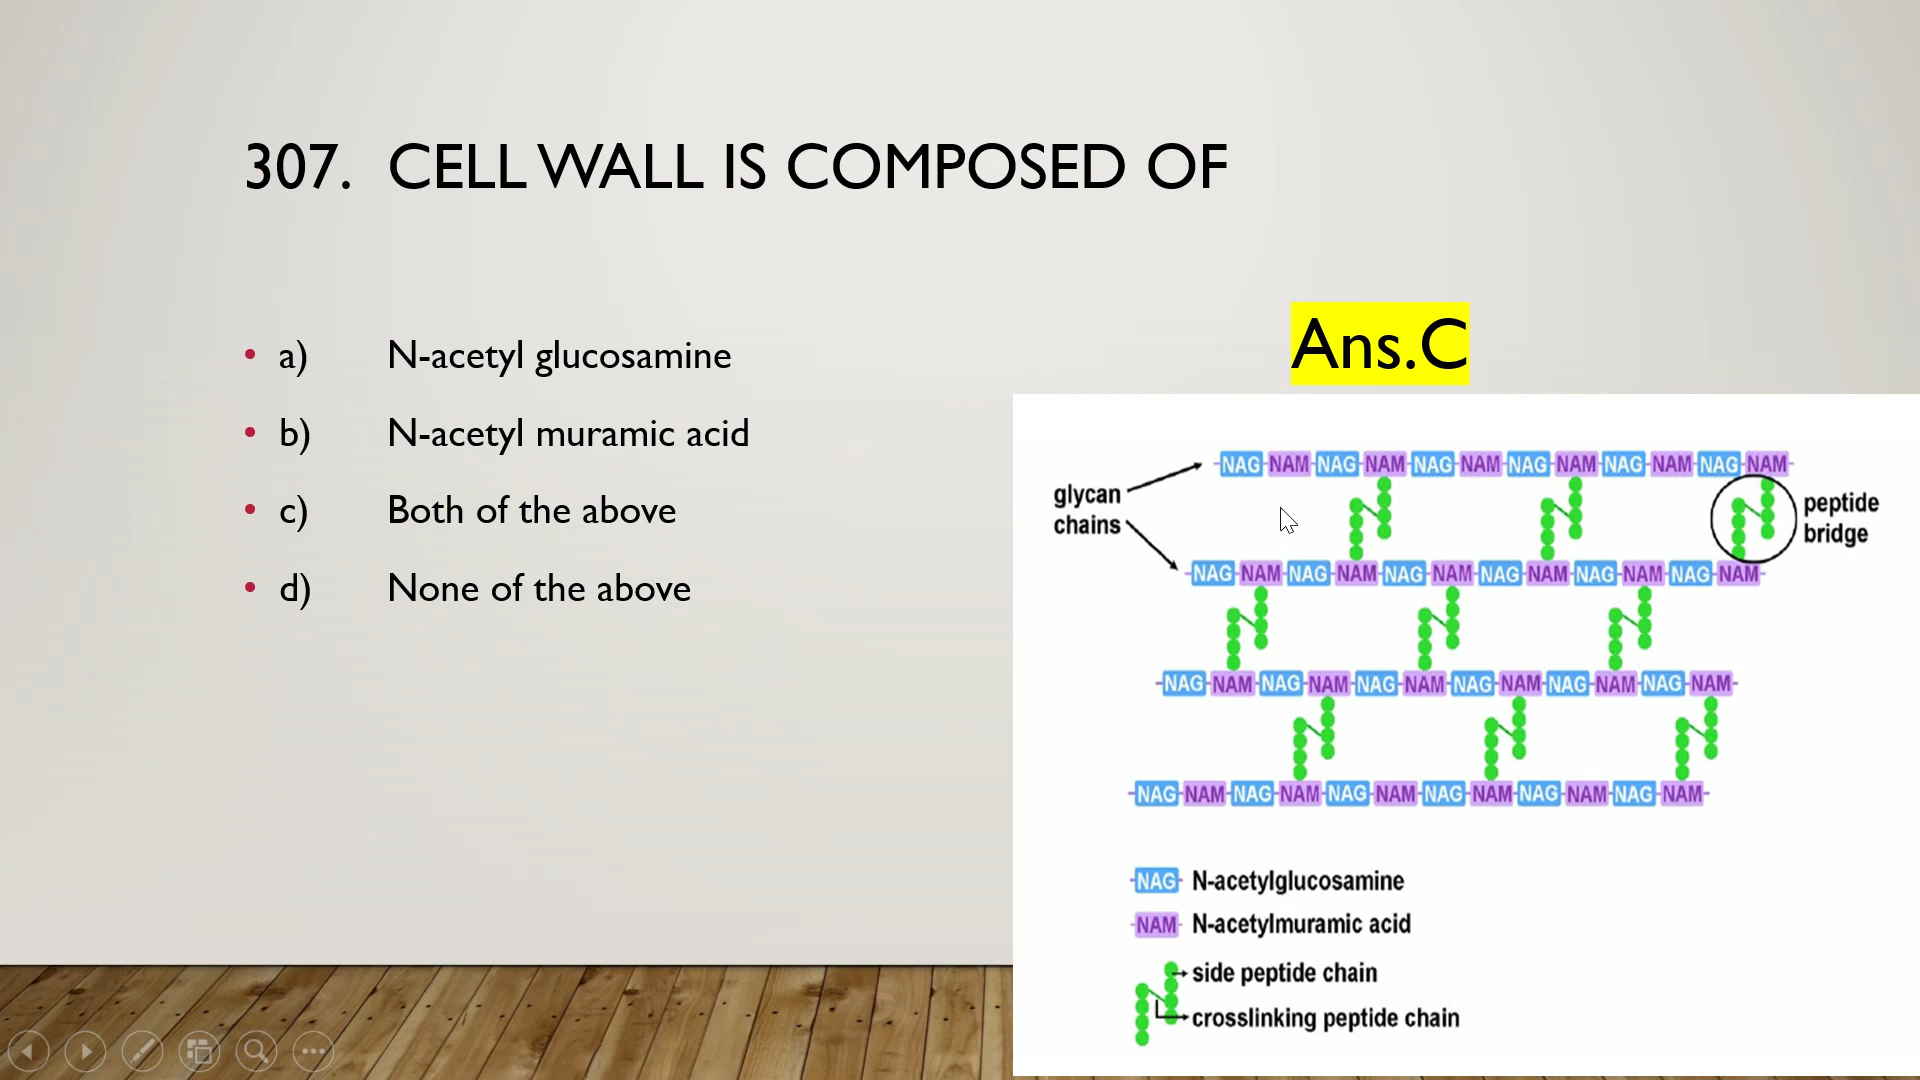 307. CELL WALL IS COMPOSED OF
• a) N-acetyl glucosamine
• b) N-acetyl muramic acid
• c) Both of the above
• d) None of the above
Ans.C
glycan
chains
NAG NAM NAG NAM NAG NAM NAG NAM NAG NAM NAG NAM
peptide
bridge
NAG NAM NAG NAM NAG NAM NAG NAM NAG NAM NAG NAM
NAG NAM NAG NAM NAG NAM NAG NAM NAG NAM NAG NAM
NAG NAM NAG NAM NAG NAM NAG NAM NAG NAM NAG NAM
NAG N-acetylglucosamine
NAM N-acetylmuramic acid
side peptide chain
crosslinking peptide chain